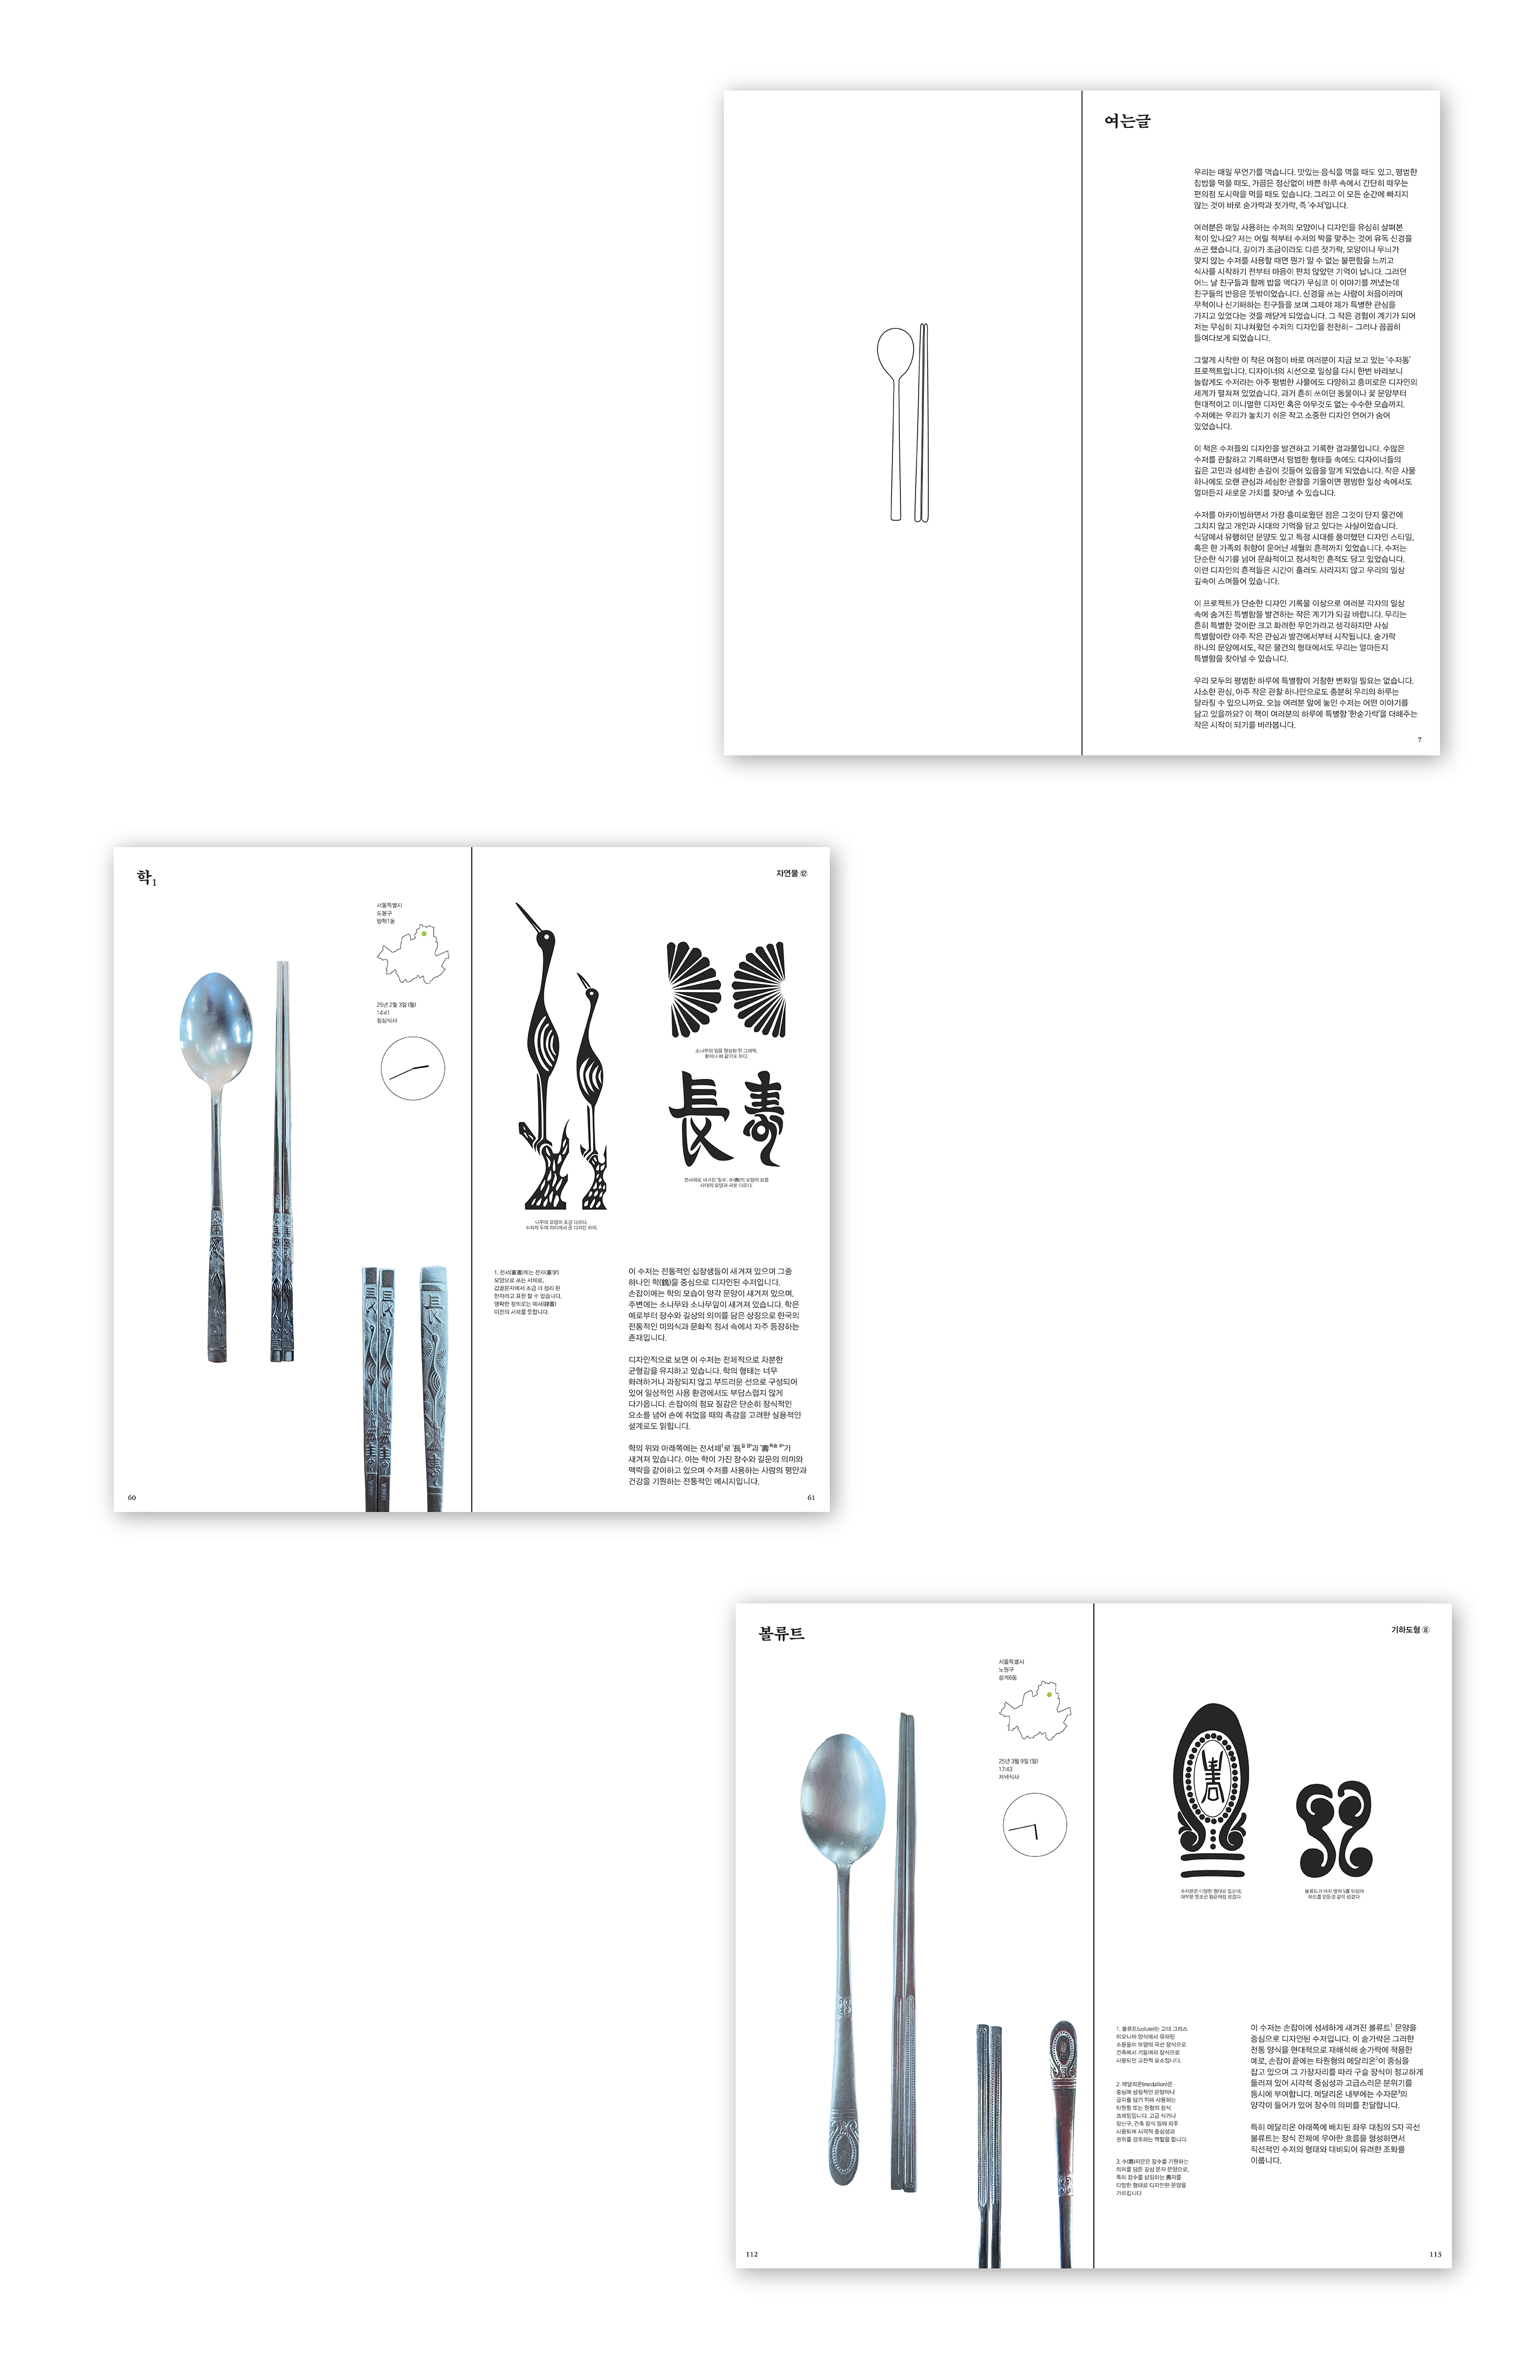 여는글
우리는 매일 무언가를 먹습니다. 맛있는 음식을 먹을 때도 있고, 평범한
집밥을 먹을 때도, 가끔은 정신없이 바쁜 하루 속에서 간단히 때우는
편의점 도시락을 먹을 때도 있습니다. 그리고 이 모든 순간에 빠지지
않는 것이 바로 숟가락과 젓가락, 즉 '수저'입니다.
여러분은 매일 사용하는 수저의 모양이나 디자인을 유심히 살펴본
적이 있나요? 저는 어릴 적부터 수저의 짝을 맞추는 것에 유독 신경을
쓰곤 했습니다. 길이가 조금이라도 다른 젓가락, 모양이나 무늬가
맞지 않는 수저를 사용할 때면 뭔가 알 수 없는 불편함을 느끼고
식사를 시작하기 전부터 마음이 편치 않았던 기억이 납니다. 그러던
어느 날 친구들과 함께 밥을 먹다가 무심코 이 이야기를 꺼냈는데
친구들의 반응은 뜻밖이었습니다. 신경을 쓰는 사람이 처음이라며
무척이나 신기해하는 친구들을 보며 그제야 제가 특별한 관심을
가지고 있었다는 것을 깨닫게 되었습니다. 그 작은 경험이 계기가 되어
저는 무심히 지나쳐왔던 수저의 디자인을 천천히- 그러나 꼼꼼히
들여다보게 되었습니다.
그렇게 시작한 이 작은 여정이 바로 여러분이 지금 보고 있는 '수저동'
프로젝트입니다. 디자이너의 시선으로 일상을 다시 한번 바라보니
놀랍게도 수저라는 아주 평범한 사물에도 다양하고 흥미로운 디자인의
세계가 펼쳐져 있었습니다. 과거 흔히 쓰이던 동물이나 꽃 문양부터
현대적이고 미니멀한 디자인 혹은 아무것도 없는 수수한 모습까지.
수저에는 우리가 놓치기 쉬운 작고 소중한 디자인 언어가 숨어
있었습니다.
이 책은 수저들의 디자인을 발견하고 기록한 결과물입니다. 수많은
수저를 관찰하고 기록하면서 평범한 형태들 속에도 디자이너들의
깊은 고민과 섬세한 손길이 깃들어 있음을 알게 되었습니다. 작은 사물
하나에도 오랜 관심과 세심한 관찰을 기울이면 평범한 일상 속에서도
얼마든지 새로운 가치를 찾아낼 수 있습니다.
수저를 아카이빙하면서 가장 흥미로웠던 점은 그것이 단지 물건에
그치지 않고 개인과 시대의 기억을 담고 있다는 사실이었습니다.
식당에서 유행하던 문양도 있고 특정 시대를 풍미했던 디자인 스타일,
혹은 한 가족의 취향이 묻어난 세월의 흔적까지 있었습니다. 수저는
단순한 식기를 넘어 문화적이고 정서적인 흔적도 담고 있었습니다.
이런 디자인의 흔적들은 시간이 흘러도 사라지지 않고 우리의 일상
깊숙이 스며들어 있습니다.
이 프로젝트가 단순한 디자인 기록물 이상으로 여러분 각자의 일상
속에 숨겨진 특별함을 발견하는 작은 계기가 되길 바랍니다. 우리는
흔히 특별한 것이란 크고 화려한 무언가라고 생각하지만 사실
특별함이란 아주 작은 관심과 발견에서부터 시작됩니다. 숟가락
하나의 문양에서도, 작은 물건의 형태에서도 우리는 얼마든지
특별함을 찾아낼 수 있습니다.
우리 모두의 평범한 하루에 특별함이 거창한 변화일 필요는 없습니다.
사소한 관심, 아주 작은 관찰 하나만으로도 충분히 우리의 하루는
달라질 수 있으니까요. 오늘 여러분 앞에 놓인 수저는 어떤 이야기를
담고 있을까요? 이 책이 여러분의 하루에 특별함 '한숟가락'을 더해주는
작은 시작이 되기를 바라봅니다.
7
학1
자연물 ⑫
서울특별시
도봉구
방학1동
25년 2월 3일 (월)
14:41
점심식사
소나무의 잎을 형상화 한 그래픽.
꽃이나 해 같기도 하다.
長 壽
전서체로 새겨진 '장수'. 수(壽)의 모양이 요즘
시대의 모양과 사뭇 다르다.
나무의 모양이 조금 다르다.
수저의 두께 차이에서 온 디자인 차이.
1. 전서(篆書)체는 전자(篆字)
모양으로 쓰는 서체로,
갑골문자에서 조금 더 정리 된
한자라고 표현 할 수 있습니다.
명확한 정의로는 예서(隸書)
이전의 서체를 뜻합니다.
이 수저는 전통적인 십장생들이 새겨져 있으며 그중
하나인 학(鶴)을 중심으로 디자인된 수저입니다.
손잡이에는 학의 모습이 양각 문양이 새겨져 있으며,
주변에는 소나무와 소나무잎이 새겨져 있습니다. 학은
예로부터 장수와 길상의 의미를 담은 상징으로 한국의
전통적인 미의식과 문화적 정서 속에서 자주 등장하는
존재입니다.
디자인적으로 보면 이 수저는 전체적으로 차분한
균형감을 유지하고 있습니다. 학의 형태는 너무
화려하거나 과장되지 않고 부드러운 선으로 구성되어
있어 일상적인 사용 환경에서도 부담스럽지 않게
다가옵니다. 손잡이의 점묘 질감은 단순히 장식적인
요소를 넘어 손에 쥐었을 때의 촉감을 고려한 실용적인
설계로도 읽힙니다.
학의 위와 아래쪽에는 전서체1로 '長길 장'과 '壽목숨 수'가
새겨져 있습니다. 이는 학이 가진 장수와 길운의 의미와
맥락을 같이하고 있으며 수저를 사용하는 사람의 평안과
건강을 기원하는 전통적인 메시지입니다.
60
61
볼류트
기하도형 ⑧
서울특별시
노원구
상계6동
25년 3월 9일 (일)
17:43
저녁식사
수자문은 다양한 형태로 있는데,
볼류트가 마치 영어 S를 뒤집어
하트를 만든것 같이 생겼다.
1. 볼류트(volute)는 고대 그리스
이오니아 양식에서 유래된
소용돌이 모양의 곡선 장식으로
건축에서 기둥머리 장식으로
사용되던 고전적 요소입니다.
2. 메달리온(medallion)은
중심에 상징적인 문양이나
글자를 담기 위해 사용하는
타원형 또는 원형의 장식
프레임입니다. 고급 식기나
장신구, 건축 장식 등에 자주
사용되며 시각적 중심성과
권위를 강조하는 역할을 합니다.
3. 수(壽)자문은 장수를 기원하는
의미를 담은 길상 문자 문양으로,
특히 장수를 상징하는 壽자를
다양한 형태로 디자인한 문양을
가리킵니다
이 수저는 손잡이에 섬세하게 새겨진 볼류트1 문양을
중심으로 디자인된 수저입니다. 이 숟가락은 그러한
전통 양식을 현대적으로 재해석해 숟가락에 적용한
예로, 손잡이 끝에는 타원형의 메달리온2이 중심을
잡고 있으며 그 가장자리를 따라 구슬 장식이 정교하게
둘러져 있어 시각적 중심성과 고급스러운 분위기를
동시에 부여합니다. 메달리온 내부에는 수자문3의
양각이 들어가 있어 장수의 의미를 전달합니다.
특히 메달리온 아래쪽에 배치된 좌우 대칭의 S자 곡선
볼류트는 장식 전체에 우아한 흐름을 형성하면서
직선적인 수저의 형태와 대비되어 유려한 조화를
이룹니다.
112
113